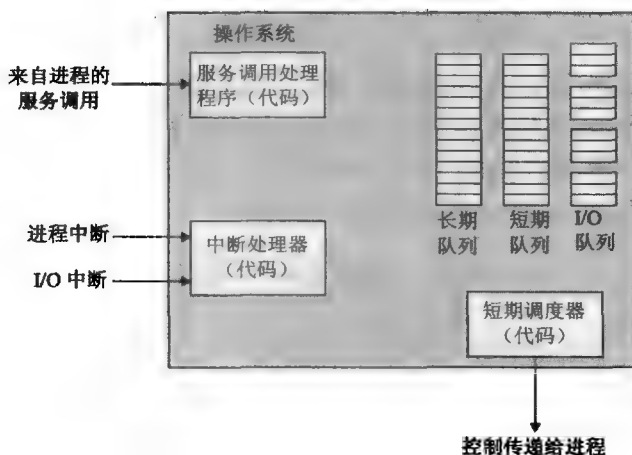 操作系统
来自进程的
服务调用
服务调用处理
程序（代码）
进程中断
I/O 中断
中断处理器
（代码）
长期
队列
短期
队列
I/O
队列
短期调度器
（代码）
控制传递给进程